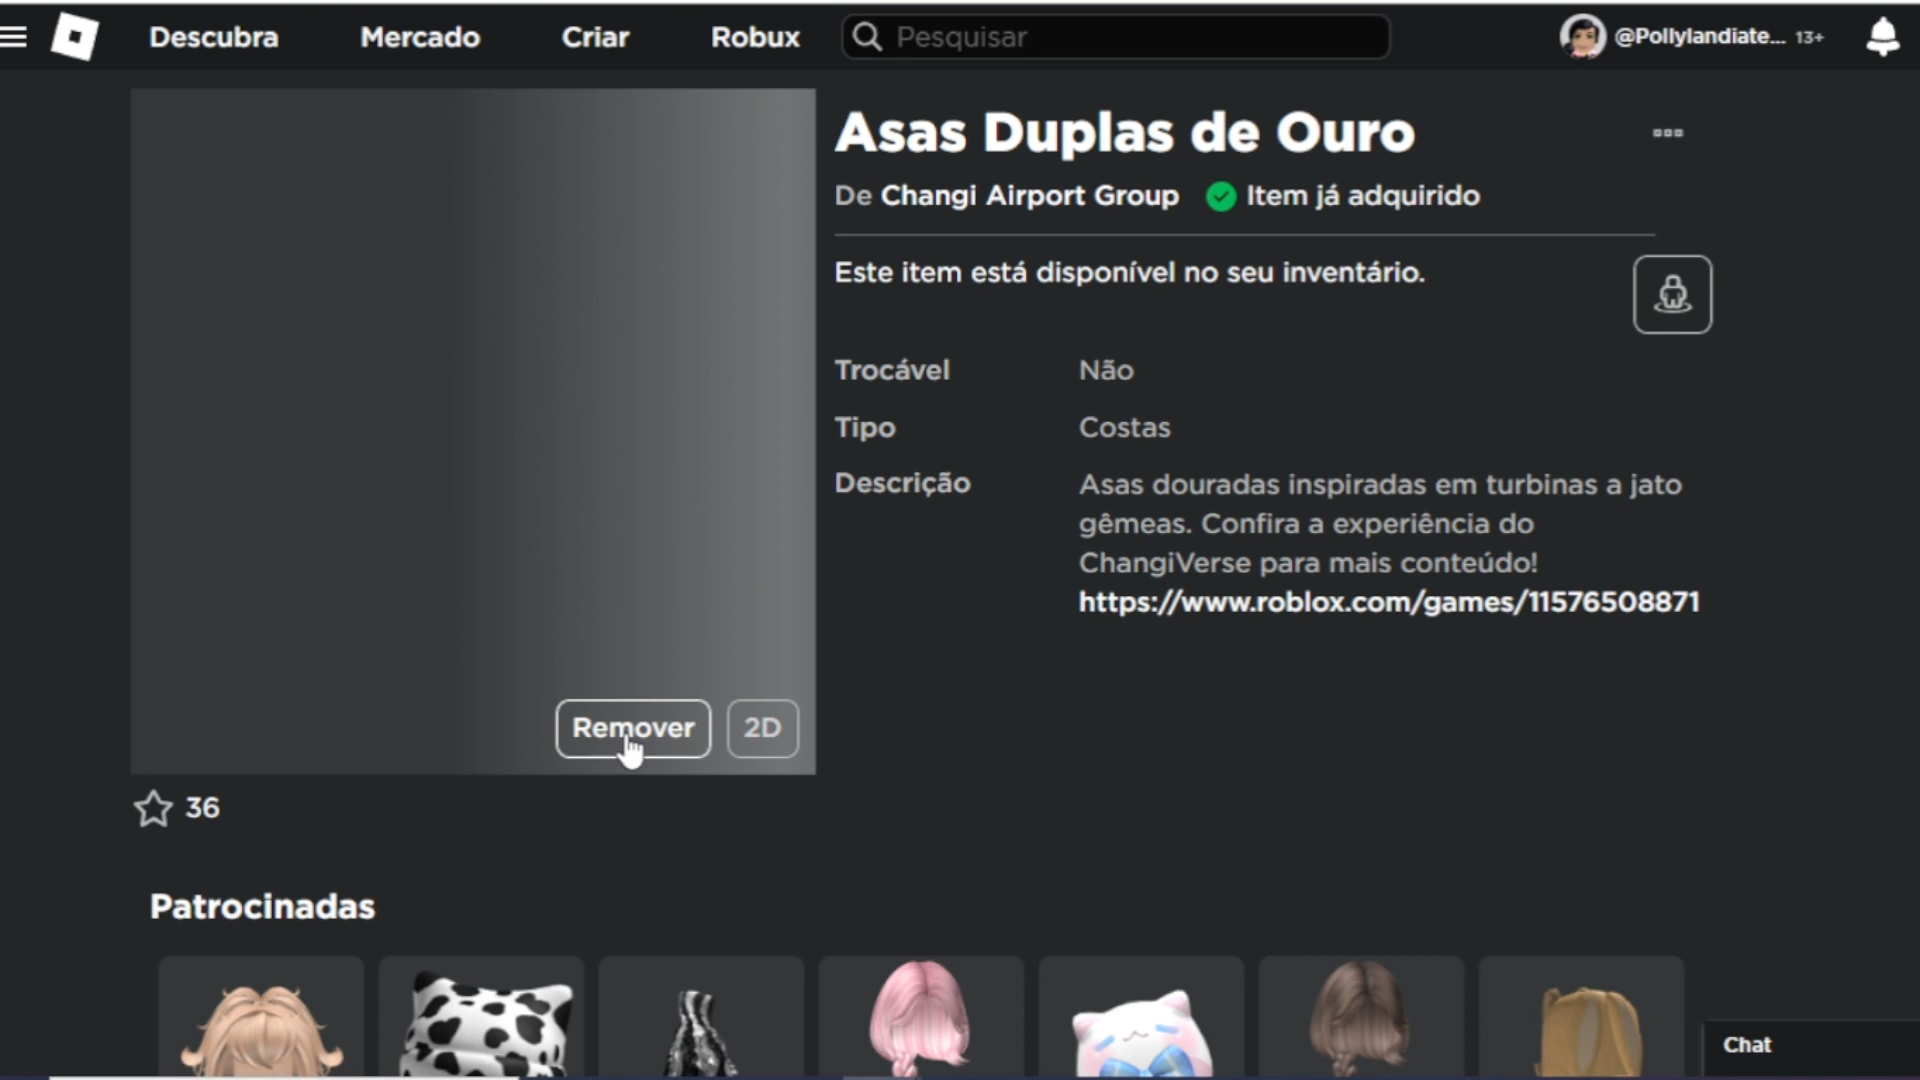 Descubra Mercado Criar Robux Pesquisar @Pollylandiate... 13+
Asas Duplas de Ouro
De Changi Airport Group Item já adquirido
Este item está disponível no seu inventário.
Trocável Não
Tipo Costas
Descrição Asas douradas inspiradas em turbinas a jato
gêmeas. Confira a experiência do
ChangiVerse para mais conteúdo!
https://www.roblox.com/games/11576508871
Remover 2D
36
Patrocinadas
Chat